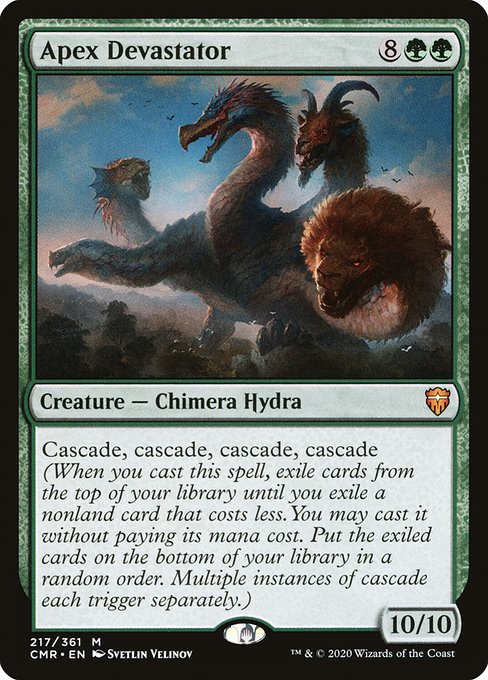 Apex Devastator 8
Creature — Chimera Hydra
Cascade, cascade, cascade, cascade
(When you cast this spell, exile cards from
the top of your library until you exile a
nonland card that costs less. You may cast it
without paying its mana cost. Put the exiled
cards on the bottom of your library in a
random order. Multiple instances of cascade
each trigger separately.)
10/10
217/361 M
CMR • EN Svetlin Velinov
™ & © 2020 Wizards of the Coast